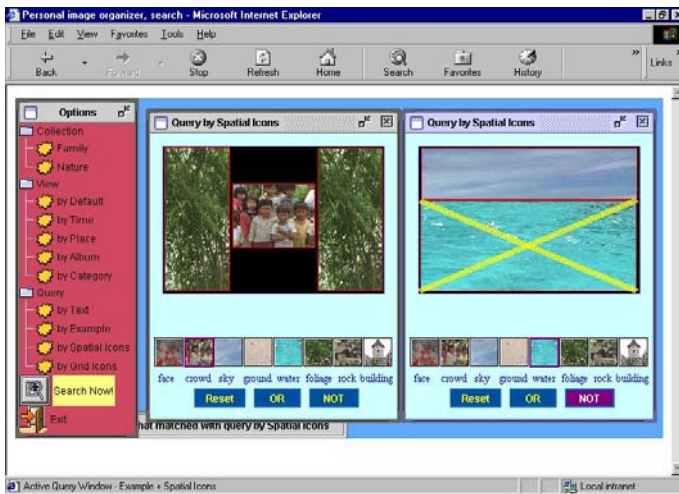 Personal image organizer, search - Microsoft Internet Explorer
File Edit View Favorites Tools Help
Back Forward Stop Refresh Home Search Favorites History » Links »
Options
Collection
Family
Nature
View
by Default
by Time
by Place
by Album
by Category
Query
by Text
by Example
by Spatial Icons
by Grid Icons
Search Now!
Exit
Query by Spatial Icons
face crowd sky ground water foliage rock building
Reset OR NOT
Query by Spatial Icons
face crowd sky ground water foliage rock building
Reset OR NOT
hat matched with query by Spatial Icons
Active Query Window - Example + Spatial Icons Local intranet